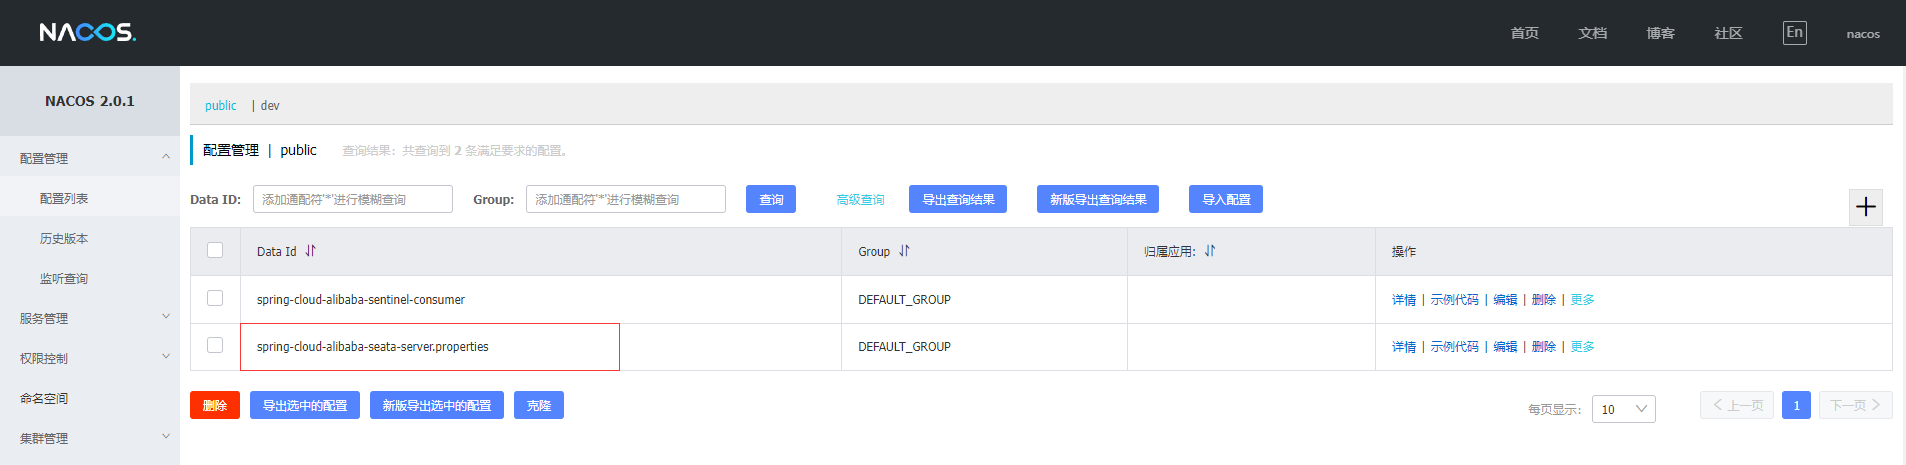 NACOS.
首页 文档 博客 社区 En nacos
NACOS 2.0.1
配置管理
配置列表
历史版本
监听查询
服务管理
权限控制
命名空间
集群管理
public | dev
配置管理 | public 查询结果：共查询到 2 条满足要求的配置。
Data ID: 添加通配符'*'进行模糊查询 Group: 添加通配符'*'进行模糊查询 查询 高级查询 导出查询结果 新版导出查询结果 导入配置
Data Id Group 归属应用: 操作
spring-cloud-alibaba-sentinel-consumer DEFAULT_GROUP 详情 | 示例代码 | 编辑 | 删除 | 更多
spring-cloud-alibaba-seata-server.properties DEFAULT_GROUP 详情 | 示例代码 | 编辑 | 删除 | 更多
删除 导出选中的配置 新版导出选中的配置 克隆 每页显示: 10 上一页 1 下一页